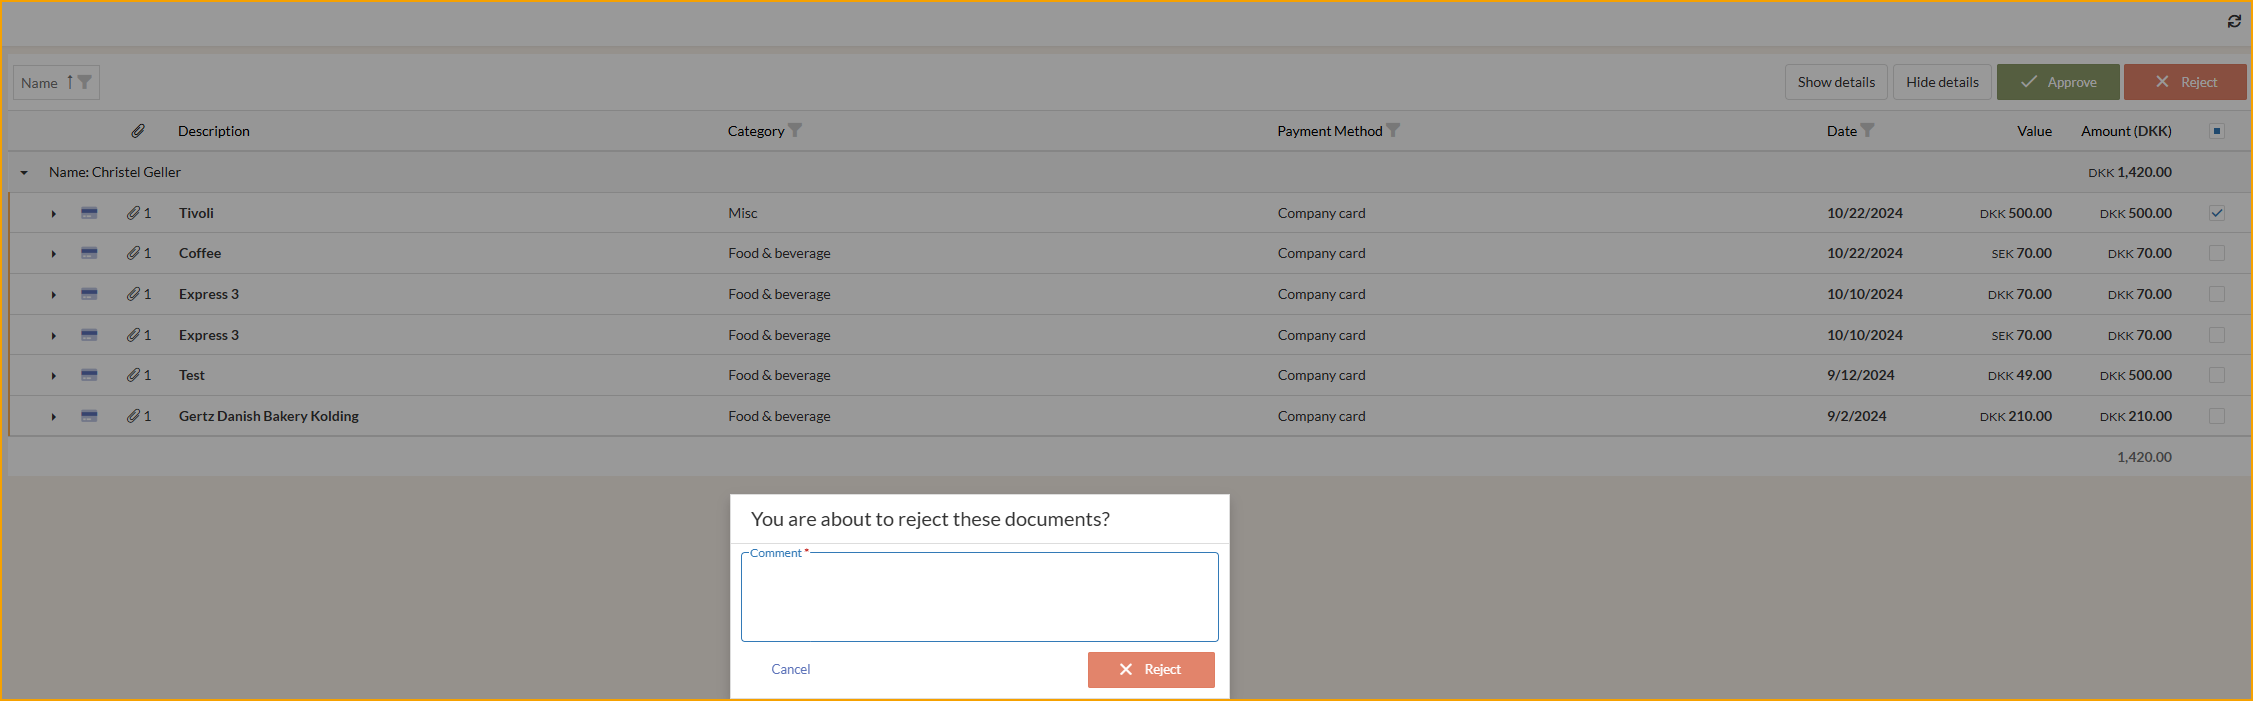 Name Show details Hide details Approve Reject
Description Category Payment Method Date Value Amount (DKK)
Name: Christel Geller DKK 1,420.00
1 Tivoli Misc Company card 10/22/2024 DKK 500.00 DKK 500.00
1 Coffee Food & beverage Company card 10/22/2024 SEK 70.00 DKK 70.00
1 Express 3 Food & beverage Company card 10/10/2024 DKK 70.00 DKK 70.00
1 Express 3 Food & beverage Company card 10/10/2024 SEK 70.00 DKK 70.00
1 Test Food & beverage Company card 9/12/2024 DKK 49.00 DKK 500.00
1 Gertz Danish Bakery Kolding Food & beverage Company card 9/2/2024 DKK 210.00 DKK 210.00
1,420.00
You are about to reject these documents?
Comment *
Cancel Reject